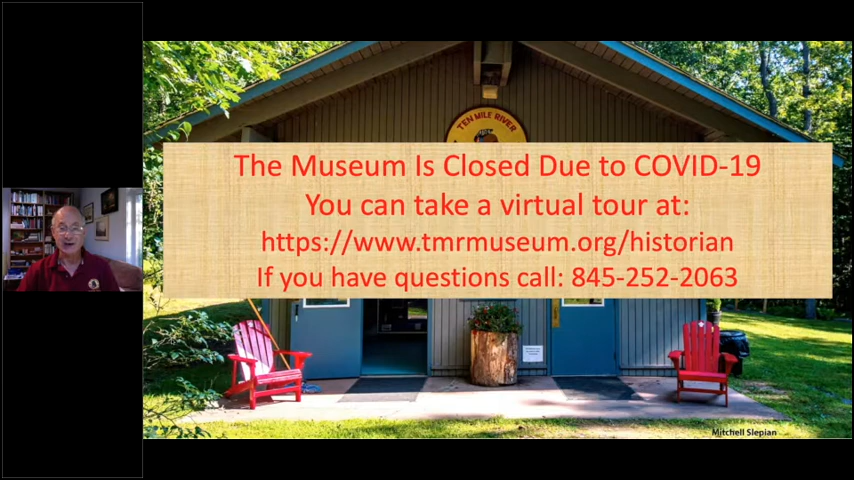 TEN MILE RIVER
The Museum Is Closed Due to COVID-19
You can take a virtual tour at:
https://www.tmrmuseum.org/historian
If you have questions call: 845-252-2063
Mitchell Slepian